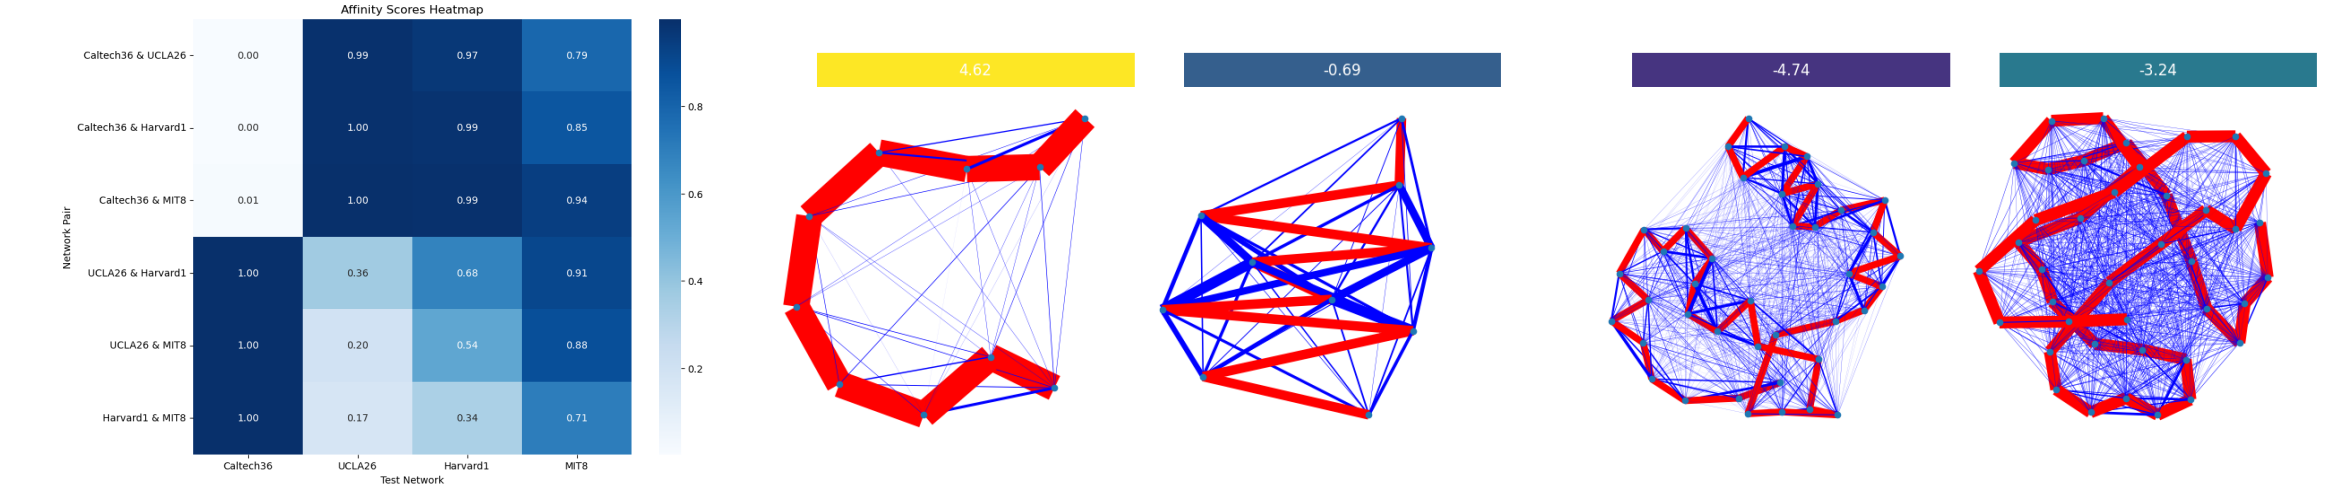 Affinity Scores Heatmap
Network Pair
Caltech36 & UCLA26 0.00 0.99 0.97 0.79
Caltech36 & Harvard1 0.00 1.00 0.99 0.85
Caltech36 & MIT8 0.01 1.00 0.99 0.94
UCLA26 & Harvard1 1.00 0.36 0.68 0.91
UCLA26 & MIT8 1.00 0.20 0.54 0.88
Harvard1 & MIT8 1.00 0.17 0.34 0.71
Caltech36 UCLA26 Harvard1 MIT8
Test Network
0.8
0.6
0.4
0.2
4.62
-0.69
-4.74
-3.24